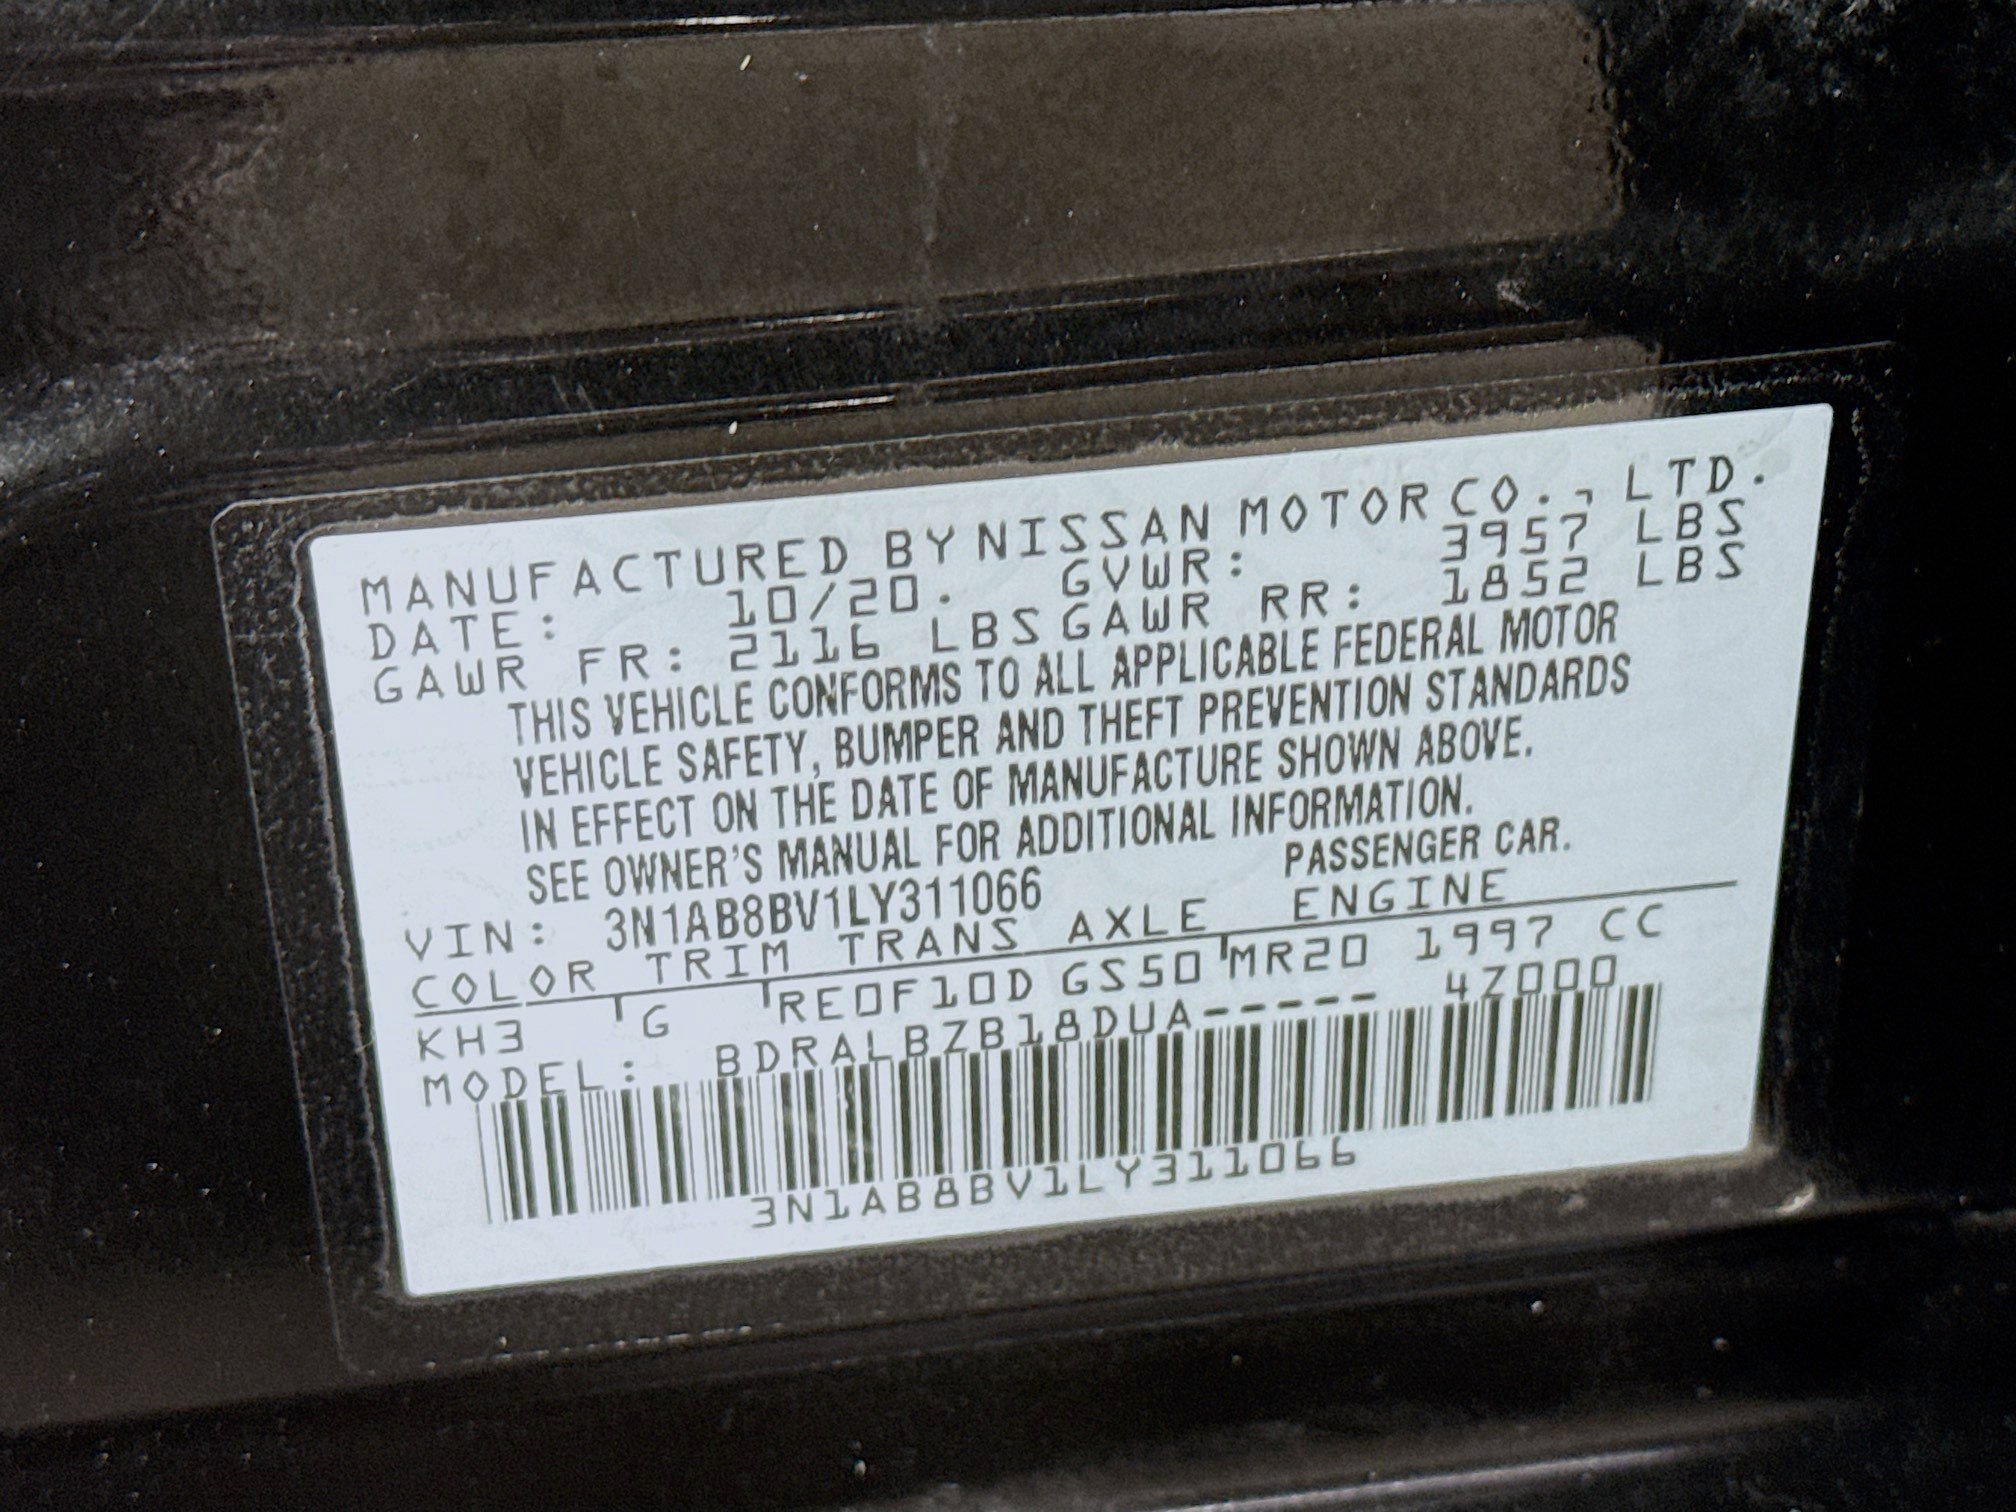 MANUFACTURED BY NISSAN MOTOR CO., LTD.
DATE: 10/20. GVWR: 3957 LBS
GAWR FR: 2116 LBS GAWR RR: 1852 LBS
THIS VEHICLE CONFORMS TO ALL APPLICABLE FEDERAL MOTOR
VEHICLE SAFETY, BUMPER AND THEFT PREVENTION STANDARDS
IN EFFECT ON THE DATE OF MANUFACTURE SHOWN ABOVE.
SEE OWNER'S MANUAL FOR ADDITIONAL INFORMATION.
VIN: 3N1AB8BV1LY311066 PASSENGER CAR.
COLOR TRIM TRANS AXLE ENGINE
KH3 G RE0F10D GS50 MR20 1997 CC
MODEL: BDRALBZB18DUA----- 4Z000
3N1AB8BV1LY311066